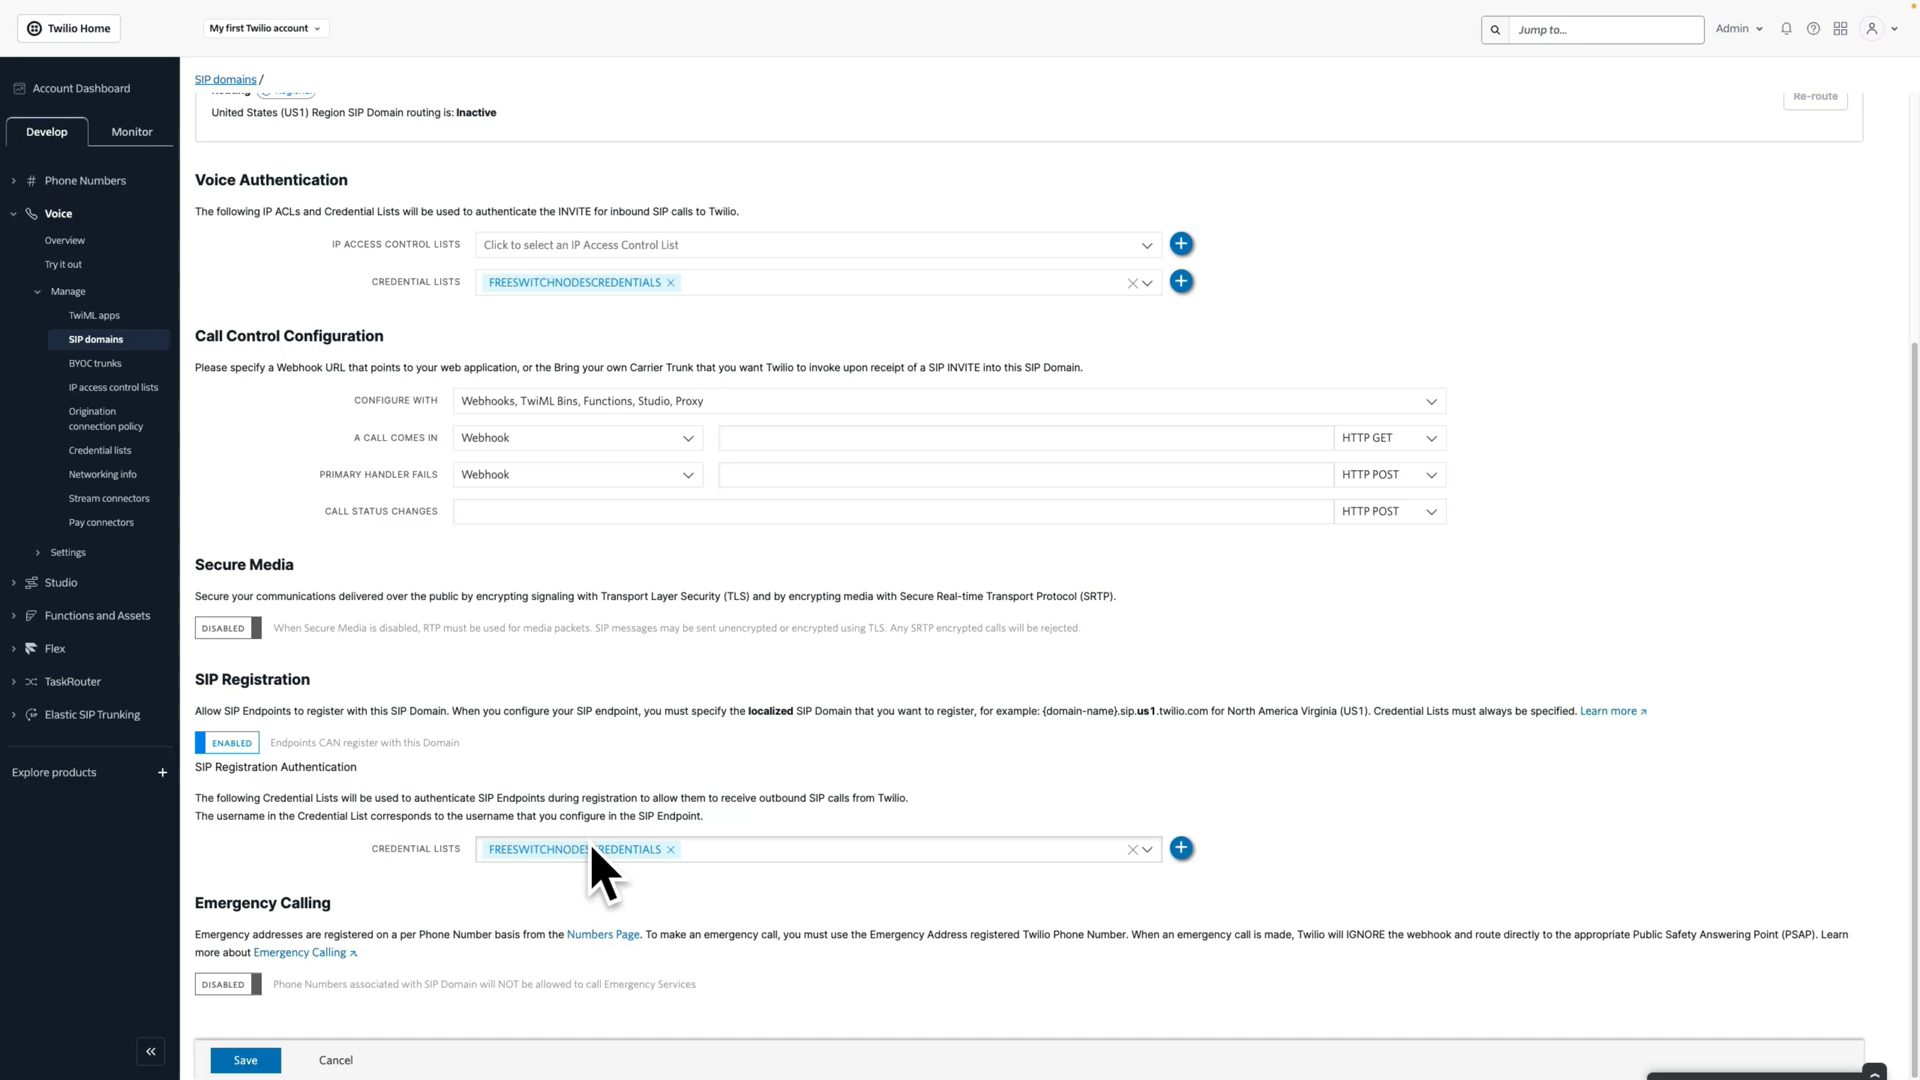 Twilio Home
My first Twilio account
Jump to...
Admin
Account Dashboard
Develop
Monitor
Phone Numbers
Voice
Overview
Try it out
Manage
TwiML apps
SIP domains
BYOC trunks
IP access control lists
Origination
connection policy
Credential lists
Networking info
Stream connectors
Pay connectors
Settings
Studio
Functions and Assets
Flex
TaskRouter
Elastic SIP Trunking
Explore products
SIP domains /
United States (US1) Region SIP Domain routing is: Inactive
Re-route
Voice Authentication
The following IP ACLs and Credential Lists will be used to authenticate the INVITE for inbound SIP calls to Twilio.
IP ACCESS CONTROL LISTS Click to select an IP Access Control List
CREDENTIAL LISTS FREESWITCHNODESCREDENTIALS
Call Control Configuration
Please specify a Webhook URL that points to your web application, or the Bring your own Carrier Trunk that you want Twilio to invoke upon receipt of a SIP INVITE into this SIP Domain.
CONFIGURE WITH Webhooks, TwiML Bins, Functions, Studio, Proxy
A CALL COMES IN Webhook HTTP GET
PRIMARY HANDLER FAILS Webhook HTTP POST
CALL STATUS CHANGES HTTP POST
Secure Media
Secure your communications delivered over the public by encrypting signaling with Transport Layer Security (TLS) and by encrypting media with Secure Real-time Transport Protocol (SRTP).
DISABLED When Secure Media is disabled, RTP must be used for media packets. SIP messages may be sent unencrypted or encrypted using TLS. Any SRTP encrypted calls will be rejected.
SIP Registration
Allow SIP Endpoints to register with this SIP Domain. When you configure your SIP endpoint, you must specify the localized SIP Domain that you want to register, for example: {domain-name}.sip.us1.twilio.com for North America Virginia (US1). Credential Lists must always be specified. Learn more
ENABLED Endpoints CAN register with this Domain
SIP Registration Authentication
The following Credential Lists will be used to authenticate SIP Endpoints during registration to allow them to receive outbound SIP calls from Twilio.
The username in the Credential List corresponds to the username that you configure in the SIP Endpoint.
CREDENTIAL LISTS FREESWITCHNODESCREDENTIALS
Emergency Calling
Emergency addresses are registered on a per Phone Number basis from the Numbers Page. To make an emergency call, you must use the Emergency Address registered Twilio Phone Number. When an emergency call is made, Twilio will IGNORE the webhook and route directly to the appropriate Public Safety Answering Point (PSAP). Learn
more about Emergency Calling
DISABLED Phone Numbers associated with SIP Domain will NOT be allowed to call Emergency Services
Save Cancel